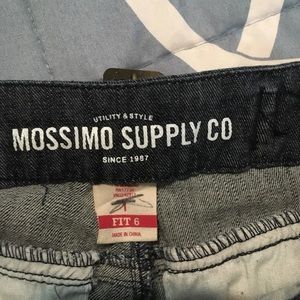 UTILITY & STYLE
MOSSIMO SUPPLY CO
SINCE 1987
FIT 6
MADE IN CHINA